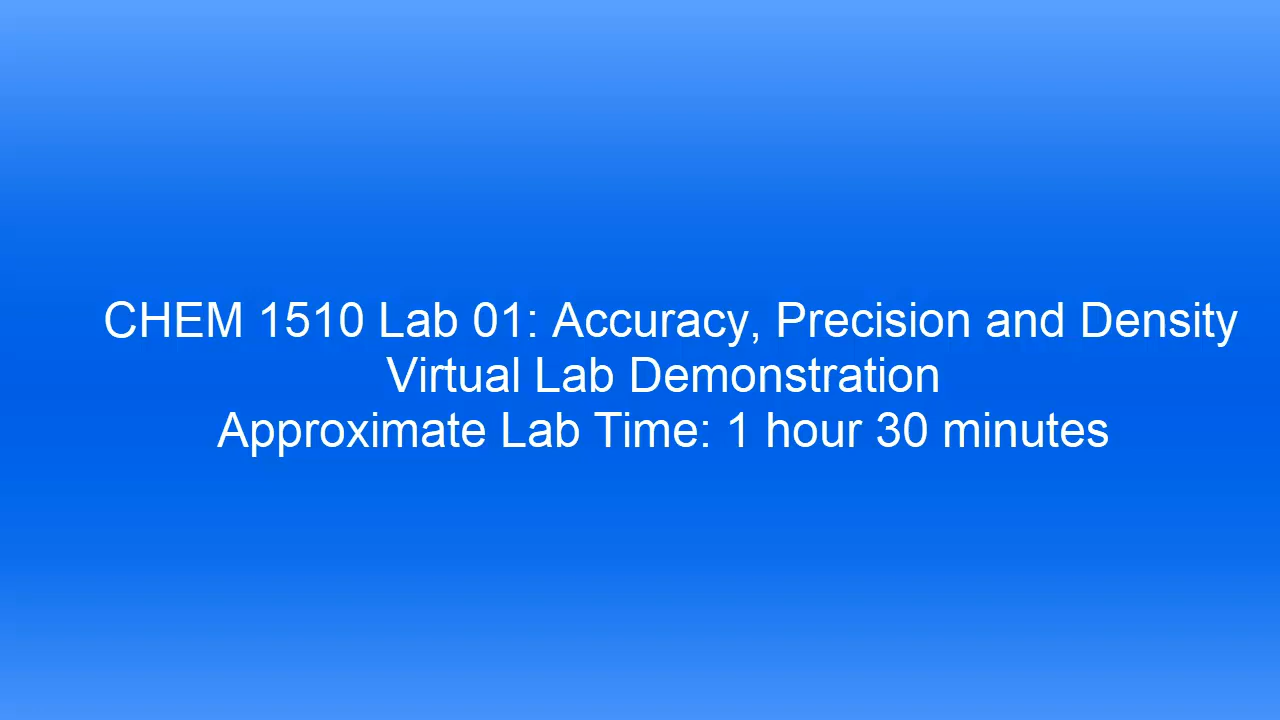 CHEM 1510 Lab 01: Accuracy, Precision and Density
Virtual Lab Demonstration
Approximate Lab Time: 1 hour 30 minutes